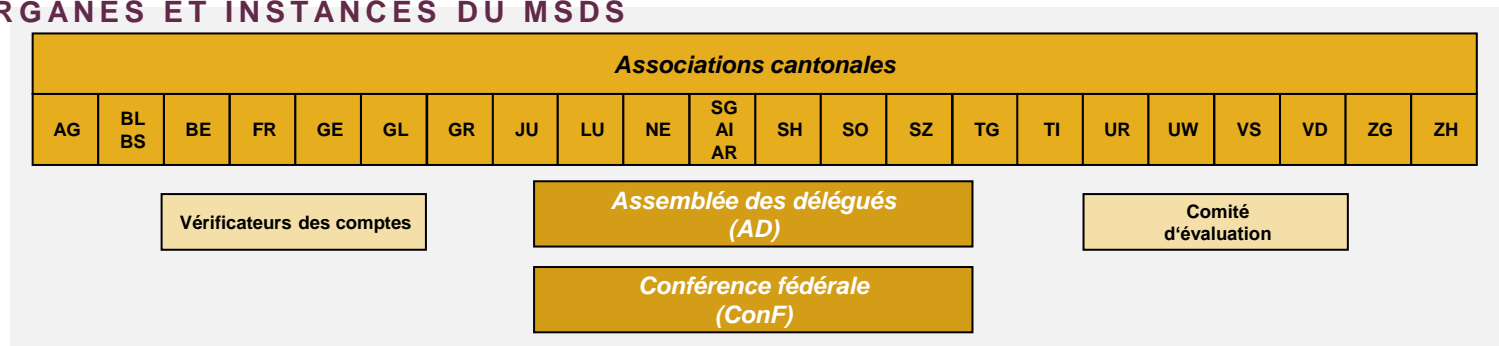 RGANES ET INSTANCES DU MSDS
Associations cantonales
AG
BL
BS
BE
FR
GE
GL
GR
JU
LU
NE
SG
AI
AR
SH
SO
SZ
TG
TI
UR
UW
VS
VD
ZG
ZH
Vérificateurs des comptes
Assemblée des délégués
(AD)
Comité
d‘évaluation
Conférence fédérale
(ConF)